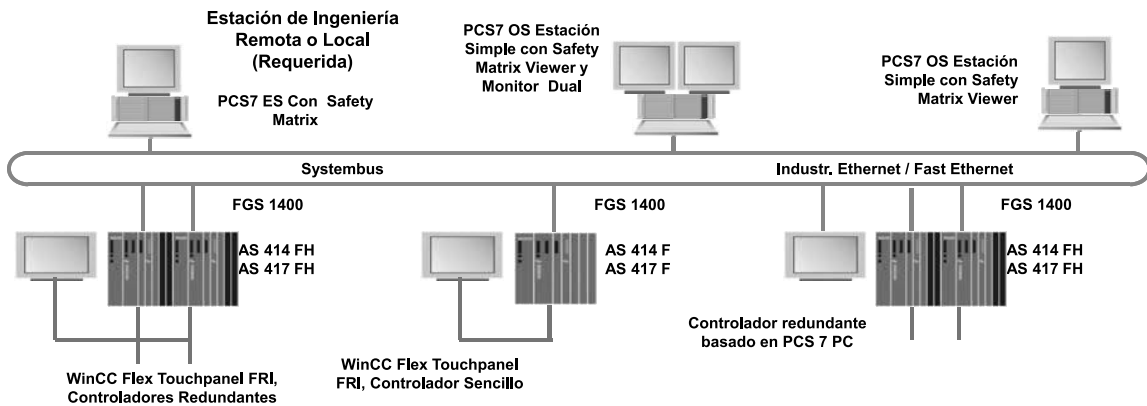 Estación de Ingeniería
Remota o Local
(Requerida)
PCS7 ES Con Safety
Matrix
PCS7 OS Estación
Simple con Safety
Matrix Viewer y
Monitor Dual
PCS7 OS Estación
Simple con Safety
Matrix Viewer
Systembus
Industr. Ethernet / Fast Ethernet
FGS 1400
AS 414 FH
AS 417 FH
WinCC Flex Touchpanel FRI,
Controladores Redundantes
FGS 1400
AS 414 F
AS 417 F
WinCC Flex Touchpanel
FRI, Controlador Sencillo
FGS 1400
AS 414 FH
AS 417 FH
Controlador redundante
basado en PCS 7 PC